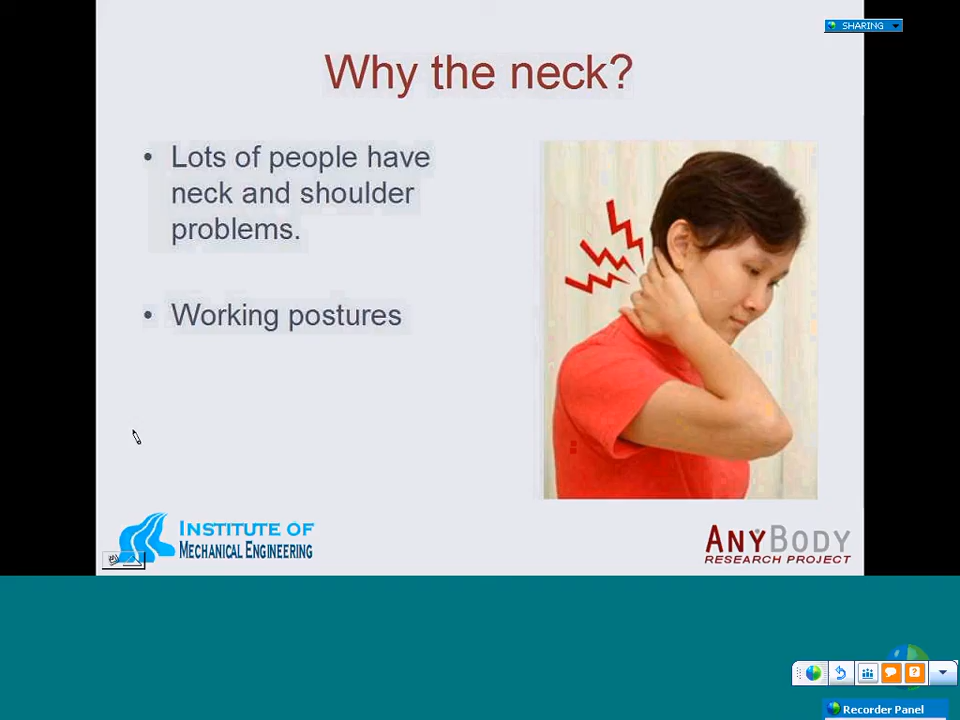 SHARING
Why the neck?
• Lots of people have
neck and shoulder
problems.
• Working postures
INSTITUTE OF
MECHANICAL ENGINEERING
ANYBODY
RESEARCH PROJECT
Recorder Panel